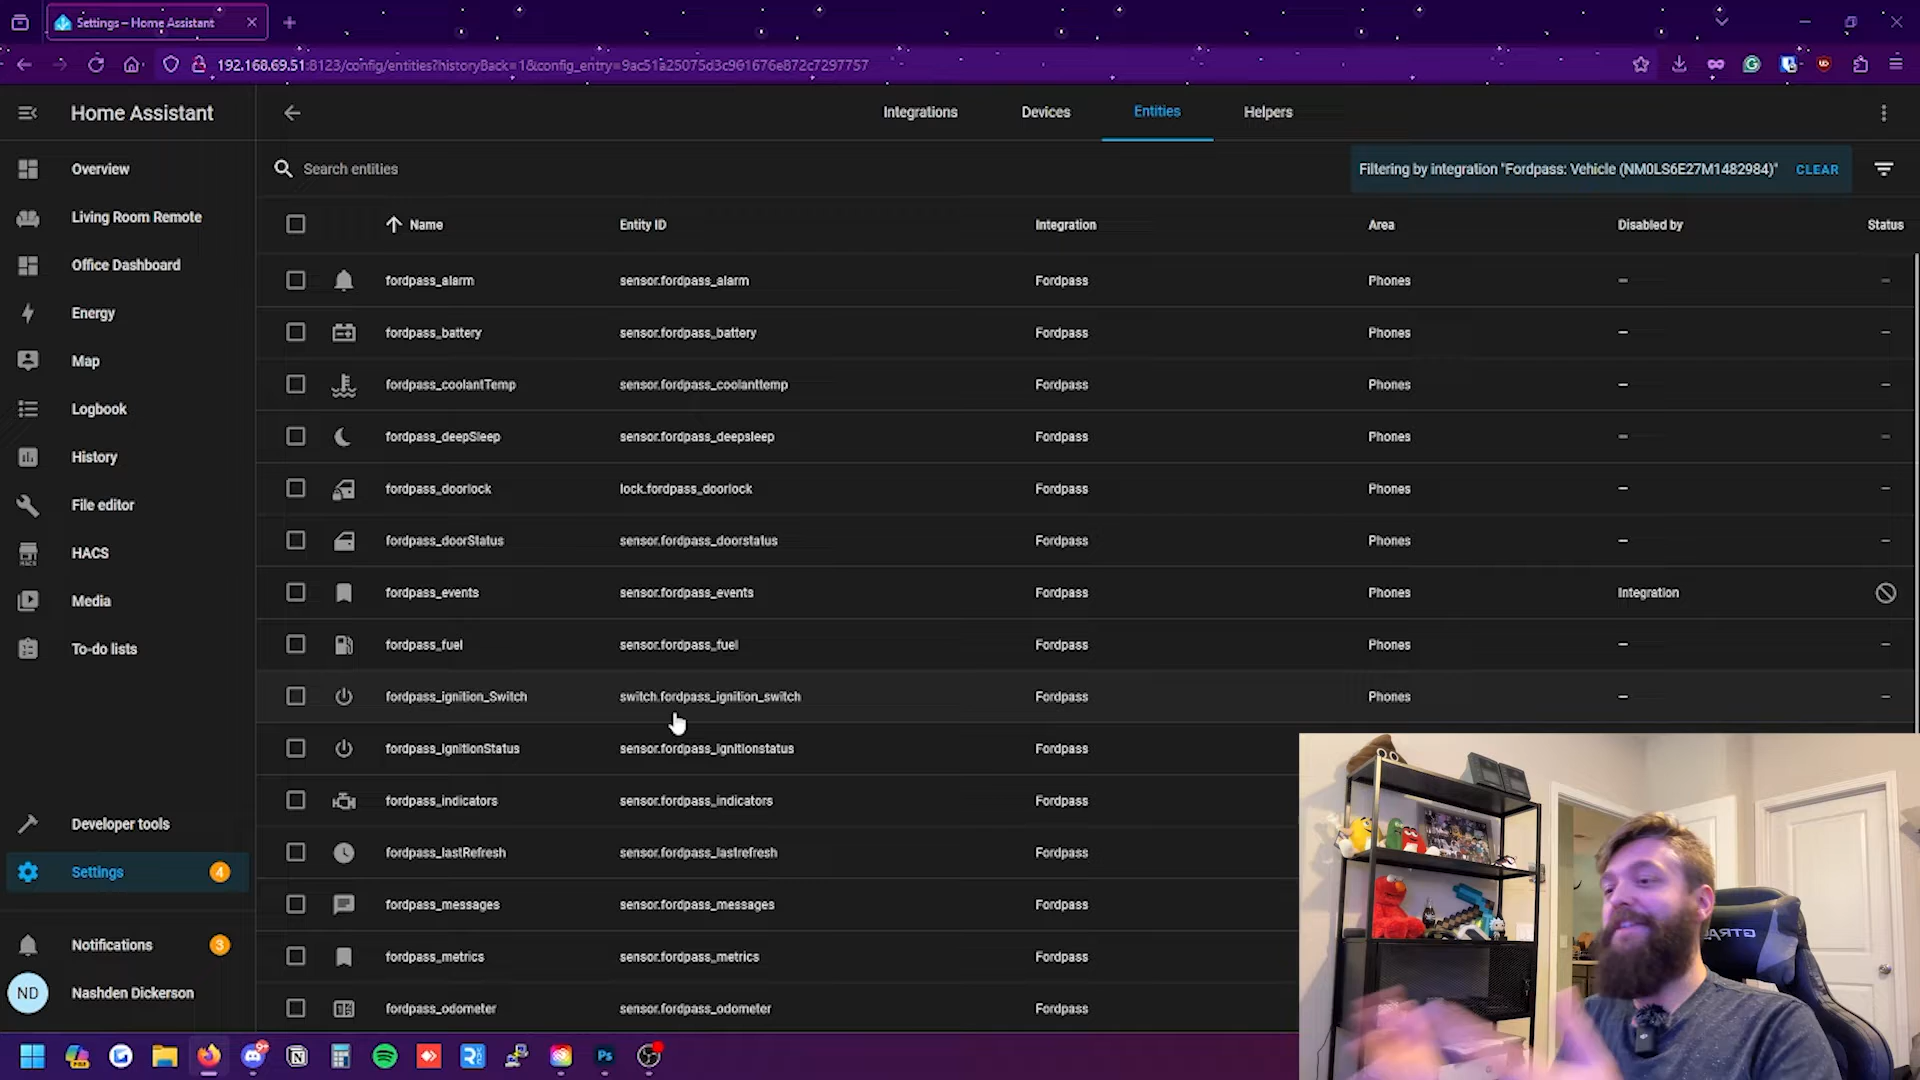 Settings – Home Assistant
192.168.69.51:8123/config/entities?historyBack=1&config_entry=9ac51a25075d3c961676e872c7297757
Home Assistant
Integrations
Devices
Entities
Helpers
Overview
Living Room Remote
Office Dashboard
Energy
Map
Logbook
History
File editor
HACS
Media
To-do lists
Developer tools
Settings 4
Notifications 3
ND Nashden Dickerson
Search entities
Filtering by integration "Fordpass: Vehicle (NM0LS6E27M1482984)" CLEAR
Name Entity ID Integration Area Disabled by Status
fordpass_alarm sensor.fordpass_alarm Fordpass Phones – –
fordpass_battery sensor.fordpass_battery Fordpass Phones – –
fordpass_coolantTemp sensor.fordpass_coolanttemp Fordpass Phones – –
fordpass_deepSleep sensor.fordpass_deepsleep Fordpass Phones – –
fordpass_doorlock lock.fordpass_doorlock Fordpass Phones – –
fordpass_doorStatus sensor.fordpass_doorstatus Fordpass Phones – –
fordpass_events sensor.fordpass_events Fordpass Phones Integration
fordpass_fuel sensor.fordpass_fuel Fordpass Phones – –
fordpass_ignition_Switch switch.fordpass_ignition_switch Fordpass Phones – –
fordpass_ignitionStatus sensor.fordpass_ignitionstatus Fordpass
fordpass_indicators sensor.fordpass_indicators Fordpass
fordpass_lastRefresh sensor.fordpass_lastrefresh Fordpass
fordpass_messages sensor.fordpass_messages Fordpass
fordpass_metrics sensor.fordpass_metrics Fordpass
fordpass_odometer sensor.fordpass_odometer Fordpass